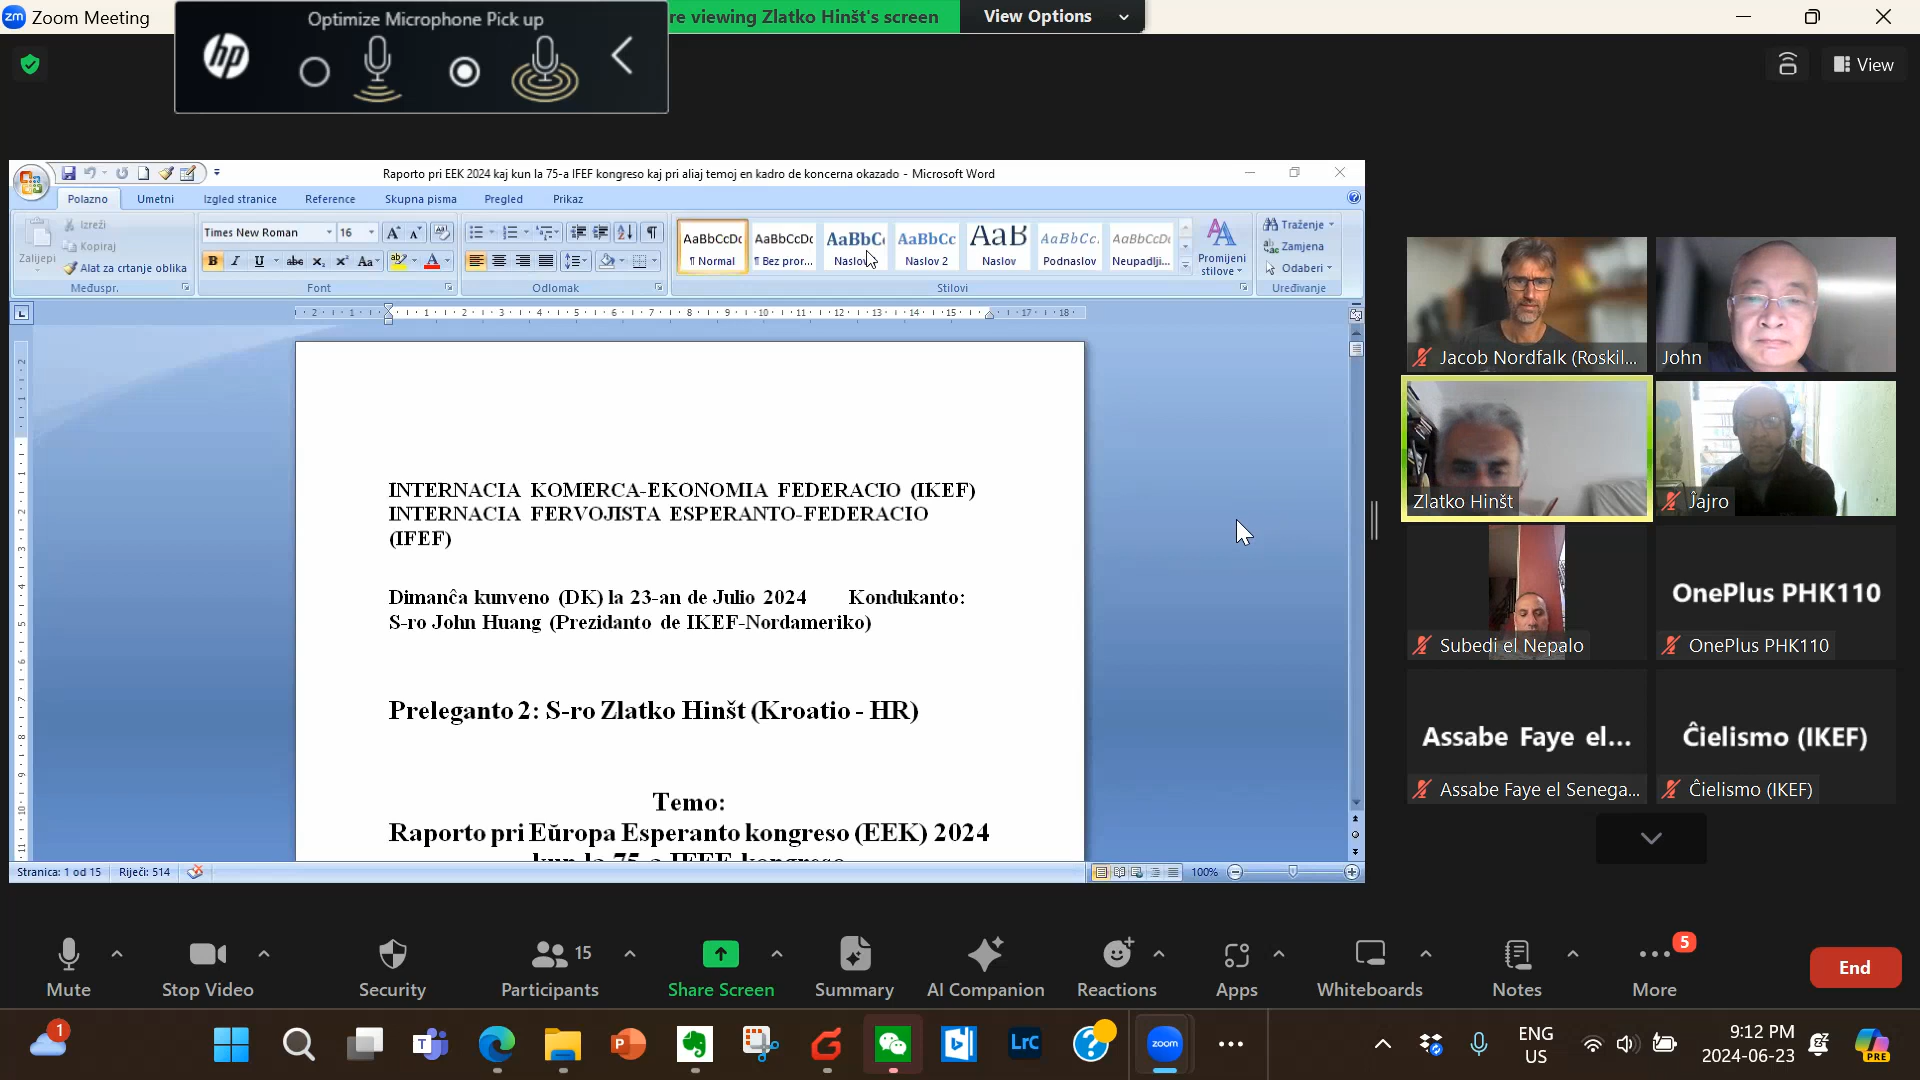 Zoom Meeting
Optimize Microphone Pick up
re viewing Zlatko Hinšt's screen
View Options
View
Raporto pri EEK 2024 kaj kun la 75-a IFEF kongreso kaj pri aliaj temoj en kadro de koncerna okazado - Microsoft Word
Polazno Umetni Izgled stranice Reference Skupna pisma Pregled Prikaz
Zalijepi
Izreži
Kopiraj
Alat za crtanje oblika
Međuspr.
Times New Roman 16
Font
Odlomak
AaBbCcDc AaBbCcDc AaBbC AaBbCc AaB AaBbCc. AaBbCcDc
¶ Normal ¶ Bez pror... Naslov Naslov 2 Naslov Podnaslov Neupadlji...
Stilovi
Promijeni stilove
Traženje
Zamjena
Odaberi
Uređivanje
INTERNACIA KOMERCA-EKONOMIA FEDERACIO (IKEF)
INTERNACIA FERVOJISTA ESPERANTO-FEDERACIO
(IFEF)
Dimanĉa kunveno (DK) la 23-an de Julio 2024 Kondukanto:
S-ro John Huang (Prezidanto de IKEF-Nordameriko)
Preleganto 2: S-ro Zlatko Hinšt (Kroatio - HR)
Temo:
Raporto pri Eŭropa Esperanto kongreso (EEK) 2024
kun la 75-a IFEF kongreso
Stranica: 1 od 15 Riječi: 514
100%
Jacob Nordfalk (Roskil...
John
Zlatko Hinšt
Ĵajro
Subedi el Nepalo
OnePlus PHK110
OnePlus PHK110
Assabe Faye el...
Assabe Faye el Senega...
Ĉielismo (IKEF)
Ĉielismo (IKEF)
Mute
Stop Video
Security
15
Participants
Share Screen
Summary
AI Companion
Reactions
Apps
Whiteboards
Notes
5
More
End
1
LrC
zoom
ENG
US
9:12 PM
2024-06-23
PRE